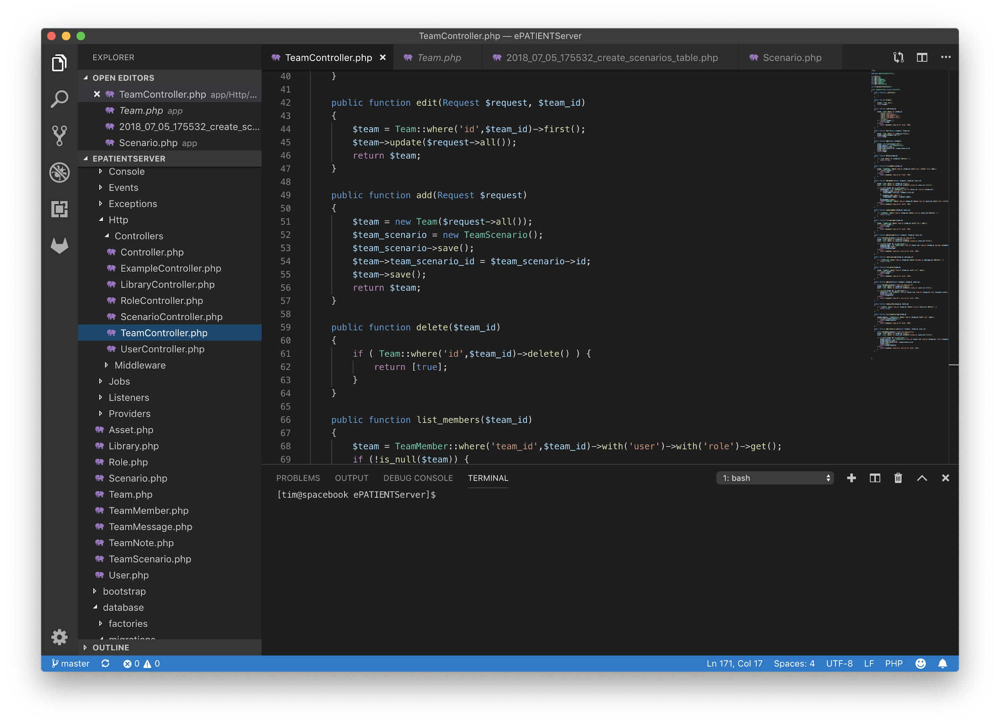 TeamController.php — ePATIENTServer
EXPLORER
OPEN EDITORS
TeamController.php app/Http/...
Team.php app
2018_07_05_175532_create_sc...
Scenario.php app
EPATIENTSERVER
Console
Events
Exceptions
Http
Controllers
Controller.php
ExampleController.php
LibraryController.php
RoleController.php
ScenarioController.php
TeamController.php
UserController.php
Middleware
Jobs
Listeners
Providers
Asset.php
Library.php
Role.php
Scenario.php
Team.php
TeamMember.php
TeamMessage.php
TeamNote.php
TeamScenario.php
User.php
bootstrap
database
factories
migrations
OUTLINE
TeamController.php
Team.php
2018_07_05_175532_create_scenarios_table.php
Scenario.php
40 }
41
42 public function edit(Request $request, $team_id)
43 {
44 $team = Team::where('id',$team_id)->first();
45 $team->update($request->all());
46 return $team;
47 }
48
49 public function add(Request $request)
50 {
51 $team = new Team($request->all());
52 $team_scenario = new TeamScenario();
53 $team_scenario->save();
54 $team->team_scenario_id = $team_scenario->id;
55 $team->save();
56 return $team;
57 }
58
59 public function delete($team_id)
60 {
61 if ( Team::where('id',$team_id)->delete() ) {
62 return [true];
63 }
64 }
65
66 public function list_members($team_id)
67 {
68 $team = TeamMember::where('team_id',$team_id)->with('user')->with('role')->get();
69 if (!is_null($team)) {
PROBLEMS OUTPUT DEBUG CONSOLE TERMINAL 1: bash
[tim@spacebook ePATIENTServer]$
master 0 0 Ln 171, Col 17 Spaces: 4 UTF-8 LF PHP